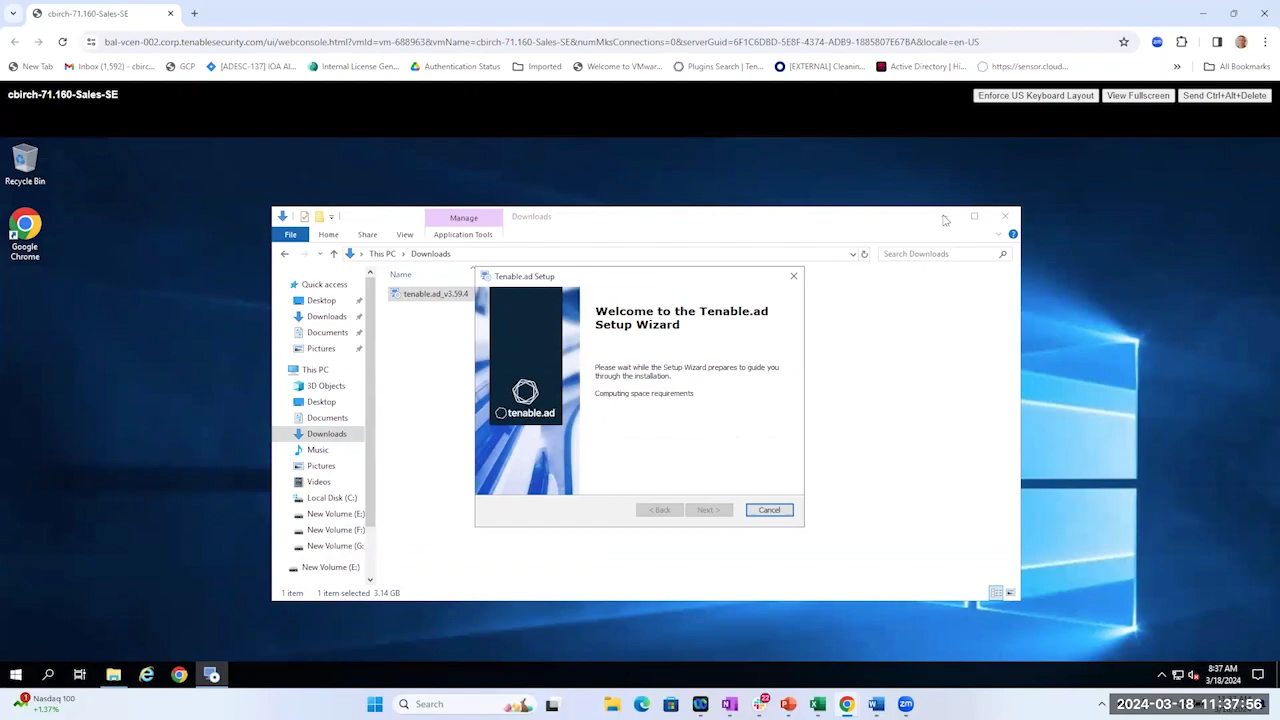 cbirch-71.160-Sales-SE
bal-vcen-002.corp.tenablesecurity.com/ui/webconsole.html?vmId=vm-688963&vmName=cbirch-71.160-Sales-SE&numMksConnections=0&serverGuid=6F1C6DBD-5E8F-4374-ADB9-1885807E67BA&locale=en-US
New Tab Inbox (1,592) - cbirc... GCP [ADESC-137] IOA AI... Internal License Gen... Authentication Status Imported Welcome to VMwar... Plugins Search | Ten... [EXTERNAL] Cleanin... Active Directory | Hi... https://sensor.cloud... » All Bookmarks
cbirch-71.160-Sales-SE Enforce US Keyboard Layout View Fullscreen Send Ctrl+Alt+Delete
Recycle Bin
Google
Chrome
Manage Downloads
File Home Share View Application Tools
This PC > Downloads Search Downloads
Name
Quick access
Desktop
Downloads
Documents
Pictures
This PC
3D Objects
Desktop
Documents
Downloads
Music
Pictures
Videos
Local Disk (C:)
New Volume (E:)
New Volume (F:)
New Volume (G:
New Volume (E:)
tenable.ad_v3.59.4
Tenable.ad Setup
Welcome to the Tenable.ad
Setup Wizard
Please wait while the Setup Wizard prepares to guide you
through the installation.
Computing space requirements
tenable.ad
< Back Next > Cancel
1 item 1 item selected 3.14 GB
8:37 AM
3/18/2024
Nasdaq 100
+1.37%
Search
22
2024-03-18 11:37:56